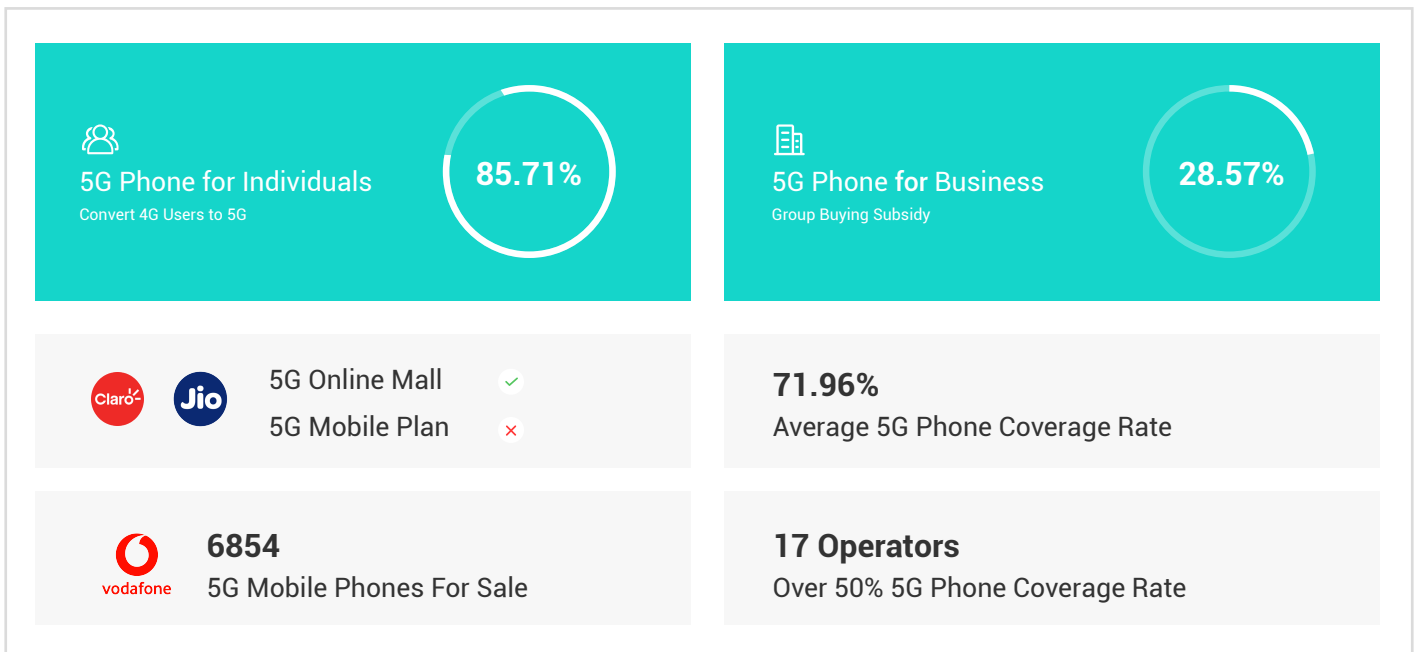 5G Phone for Individuals
Convert 4G Users to 5G
85.71%
5G Phone for Business
Group Buying Subsidy
28.57%
Claro
Jio
5G Online Mall
5G Mobile Plan
71.96%
Average 5G Phone Coverage Rate
vodafone
6854
5G Mobile Phones For Sale
17 Operators
Over 50% 5G Phone Coverage Rate